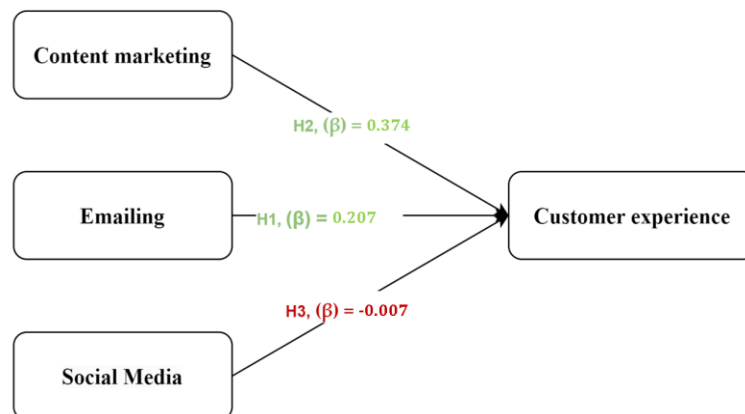 Content marketing
H2, (β) = 0.374
Emailing
H1, (β) = 0.207
Customer experience
H3, (β) = -0.007
Social Media